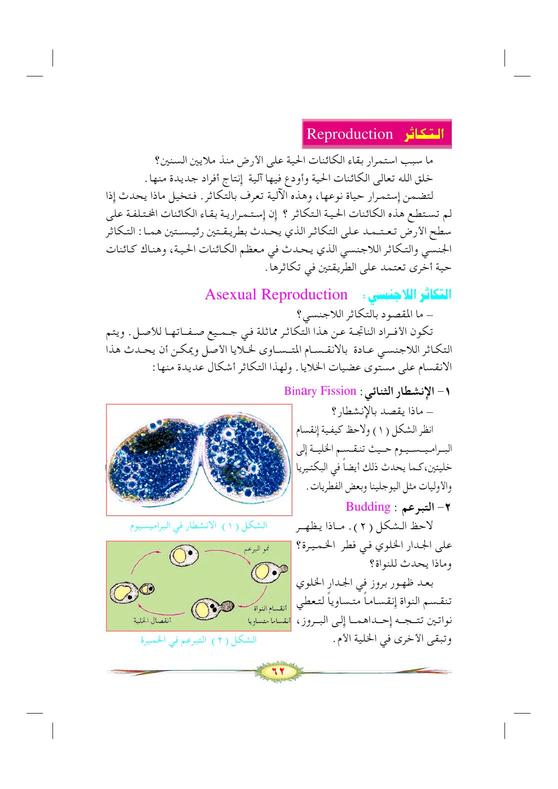 التكاثر Reproduction
ما سبب استمرار بقاء الكائنات الحية على الأرض منذ ملايين السنين؟
خلق الله تعالى الكائنات الحية وأودع فيها آلية إنتاج أفراد جديدة منها.
لتضمن إستمرار حياة نوعها، وهذه الآلية تعرف بالتكاثر. فتخيل ماذا يحدث إذا
لم تستطع هذه الكائنات الحية التكاثر ؟ إن إستمرارية بقاء الكائنات المختلفة على
سطح الأرض تعتمد على التكاثر الذي يحدث بطريقتين رئيستين هما: التكاثر
الجنسي والتكاثر اللاجنسي الذي يحدث في معظم الكائنات الحية، وهناك كائنات
حية أخرى تعتمد على الطريقتين في تكاثرها.
التكاثر اللاجنسي: Asexual Reproduction
– ما المقصود بالتكاثر اللاجنسي؟
تكون الأفراد الناتجة عن هذا التكاثر مماثلة في جميع صفاتها للأصل. ويتم
التكاثر اللاجنسي عادة بالانقسام المتساوى لخلايا الأصل ويمكن أن يحدث هذا
الانقسام على مستوى عضيات الخلايا. ولهذا التكاثر أشكال عديدة منها:
١– الإنشطار الثنائي: Binary Fission
– ماذا يقصد بالإنشطار؟
انظر الشكل (١) ولاحظ كيفية إنقسام
البراميسيوم حيث تنقسم الخلية إلى
خليتين،كما يحدث ذلك أيضاً في البكتيريا
والأوليات مثل اليوجلينا وبعض الفطريات.
الشكل (١) الانشطار في البراميسيوم
٢– التبرعم : Budding
لاحظ الشكل (٢). ماذا يظهر
على الجدار الخلوي في فطر الخميرة؟
وماذا يحدث للنواة؟
بعد ظهور بروز في الجدار الخلوي
تنقسم النواة إنقساماً متساوياً لتعطي
نواتين تتجه إحداهما إلى البروز،
وتبقى الأخرى في الخلية الأم.
نمو البرعم
أنقسام النواة
انقساما متساويا
أنفصال الخلية
الشكل (٢) التبرعم في الخميرة
٦٢